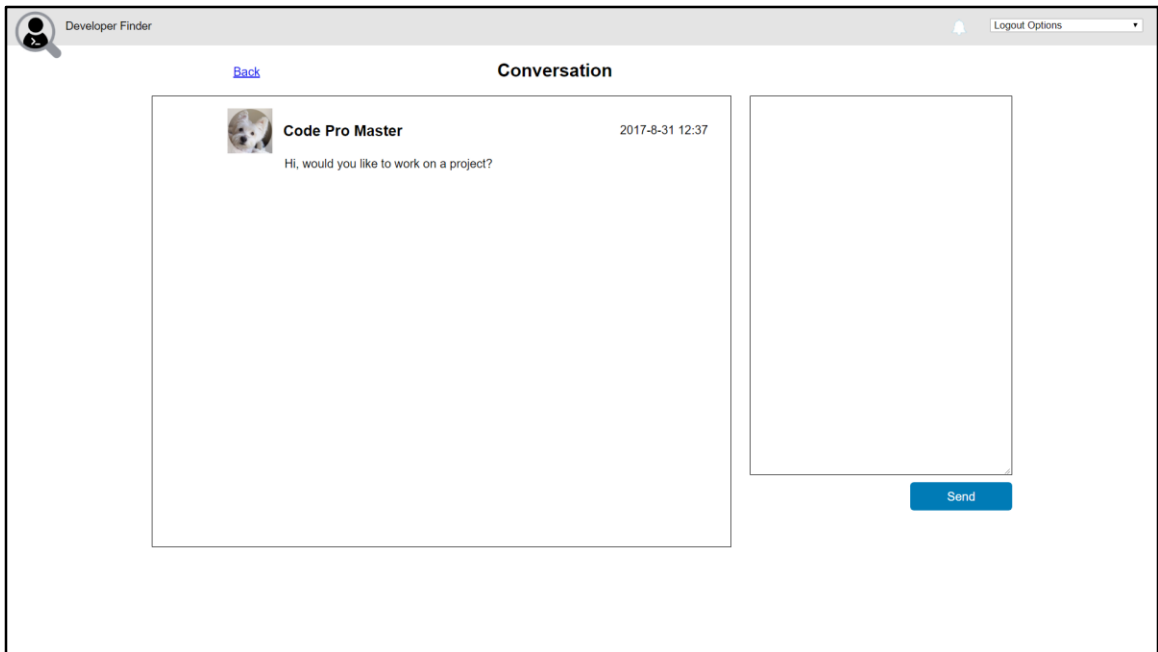 Developer Finder
Logout Options
Back
Conversation
Code Pro Master
2017-8-31 12:37
Hi, would you like to work on a project?
Send